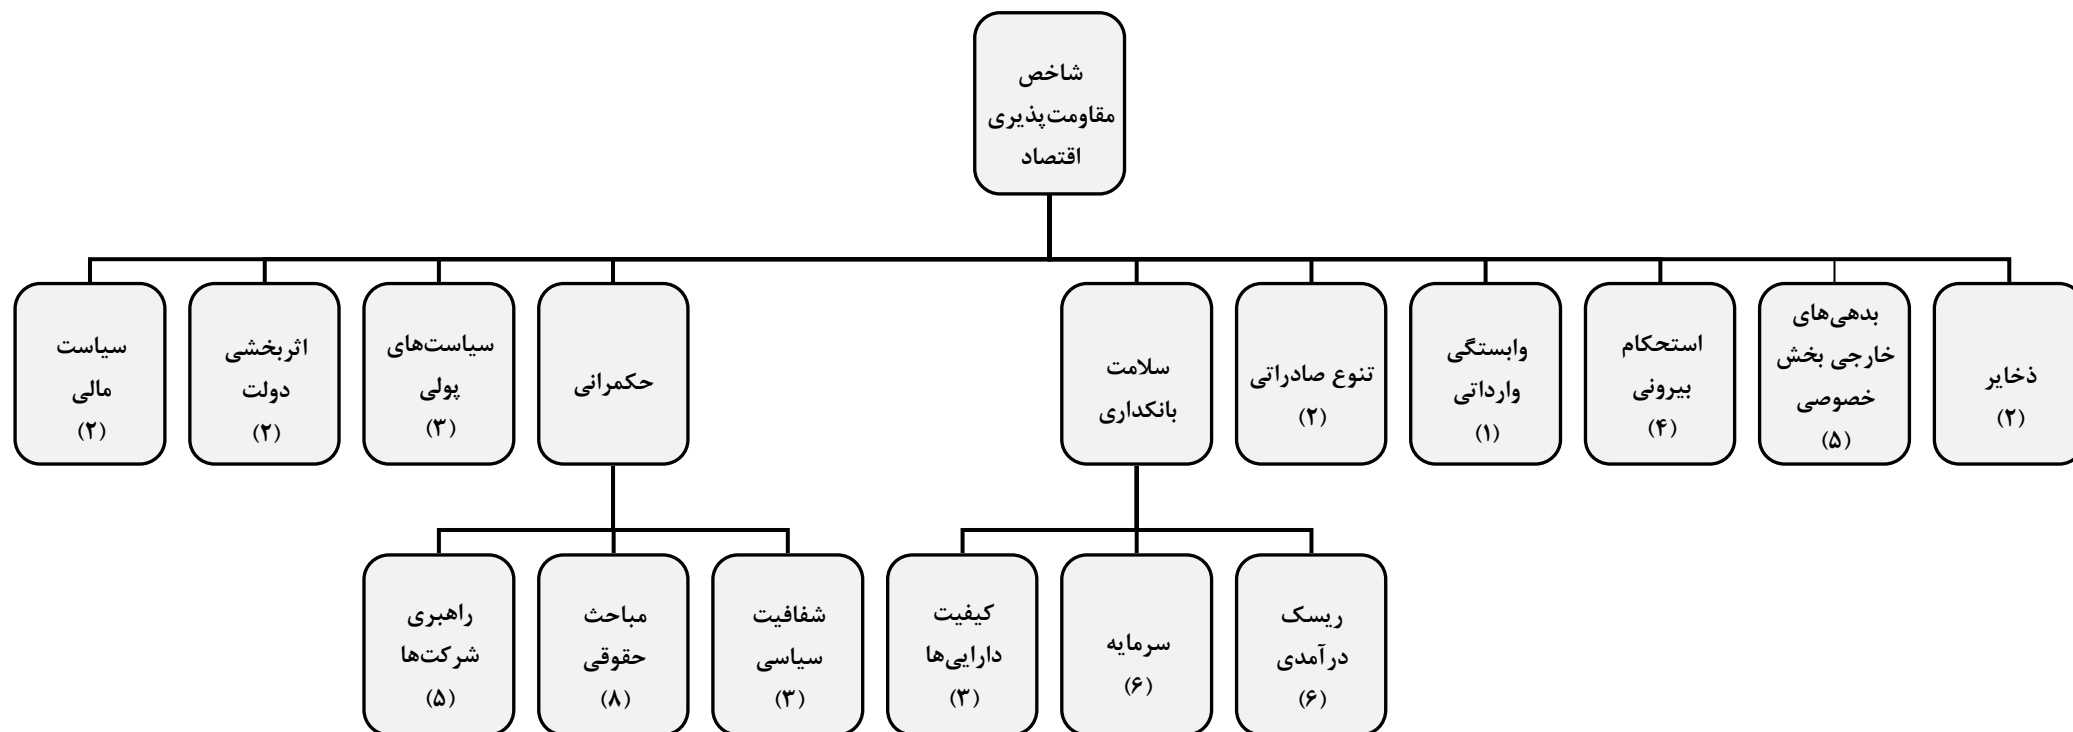 شاخص
مقاومت‌پذیری
اقتصاد
ذخایر
(۲)
بدهی‌های
خارجی بخش
خصوصی
(۵)
استحکام
بیرونی
(۴)
وابستگی
وارداتی
(۱)
تنوع صادراتی
(۲)
سلامت
بانکداری
حکمرانی
سیاست‌های
پولی
(۳)
اثربخشی
دولت
(۲)
سیاست
مالی
(۲)
ریسک
درآمدی
(۶)
سرمایه
(۶)
کیفیت
دارایی‌ها
(۳)
شفافیت
سیاسی
(۳)
مباحث
حقوقی
(۸)
راهبری
شرکت‌ها
(۵)